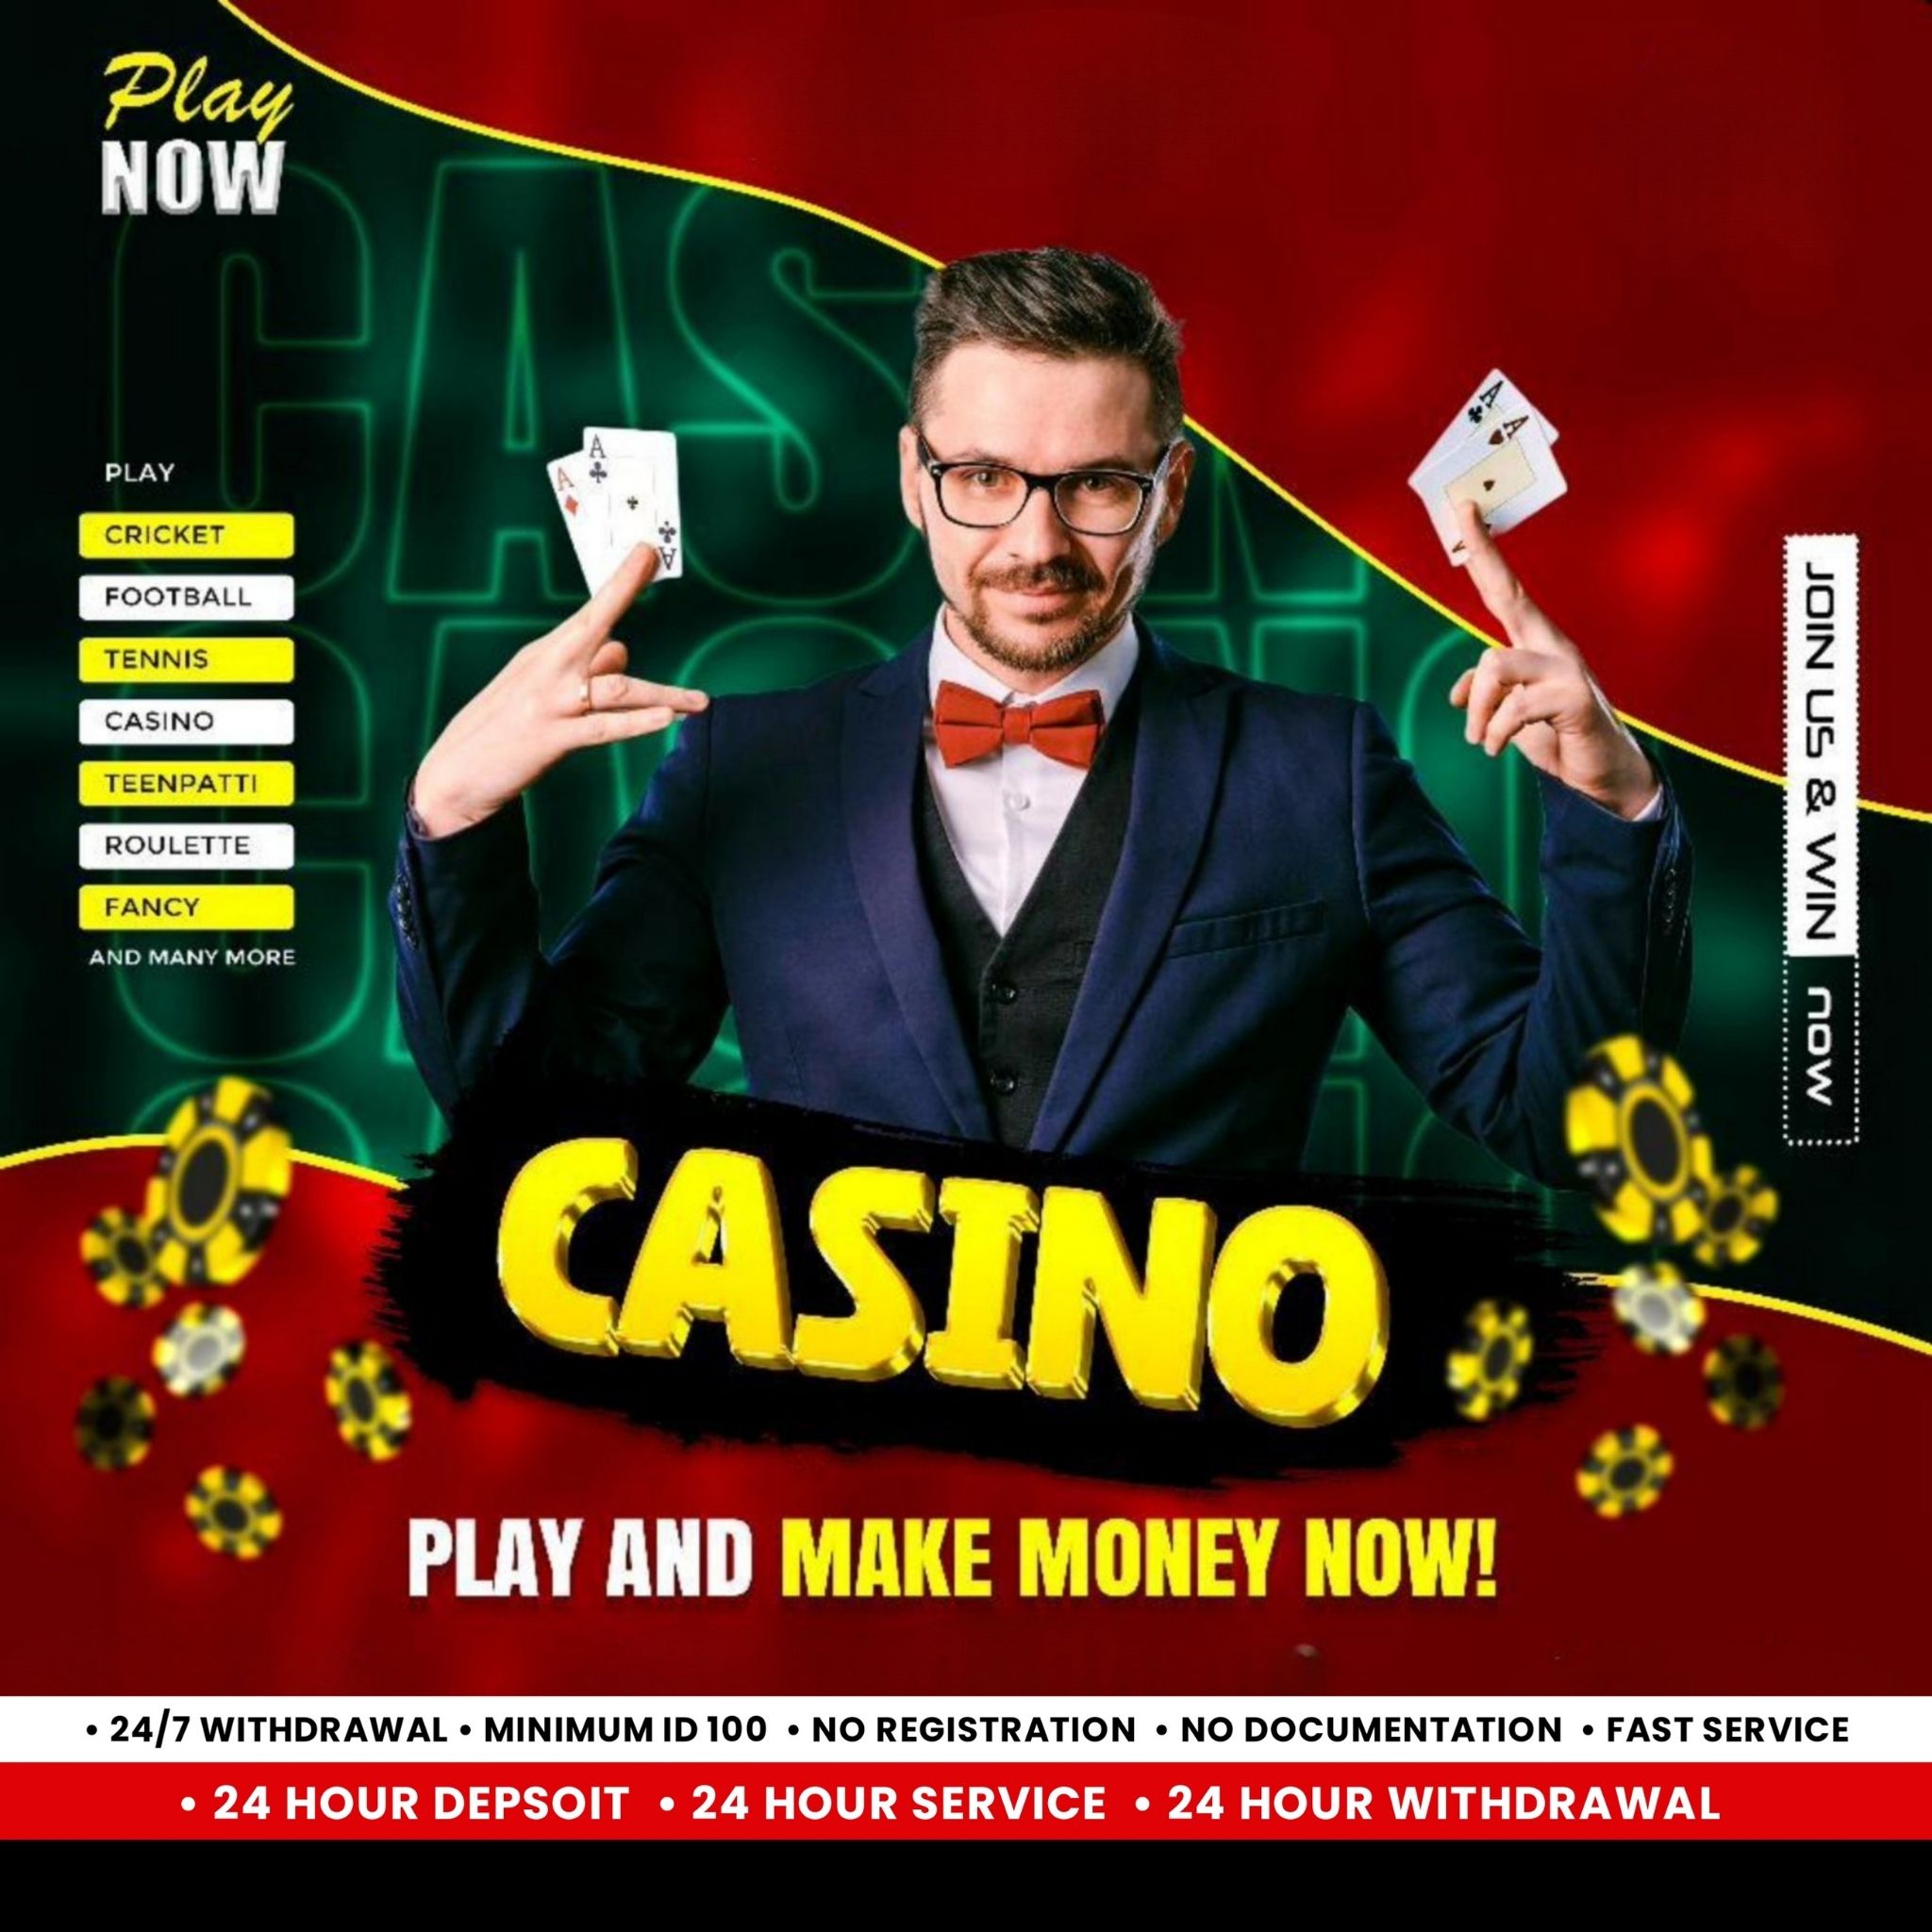 Play
NOW
PLAY
CRICKET
FOOTBALL
TENNIS
CASINO
TEENPATTI
ROULETTE
FANCY
AND MANY MORE
JOIN US & WIN now
CASINO
PLAY AND MAKE MONEY NOW!
• 24/7 WITHDRAWAL • MINIMUM ID 100 • NO REGISTRATION • NO DOCUMENTATION • FAST SERVICE
• 24 HOUR DEPSOIT • 24 HOUR SERVICE • 24 HOUR WITHDRAWAL